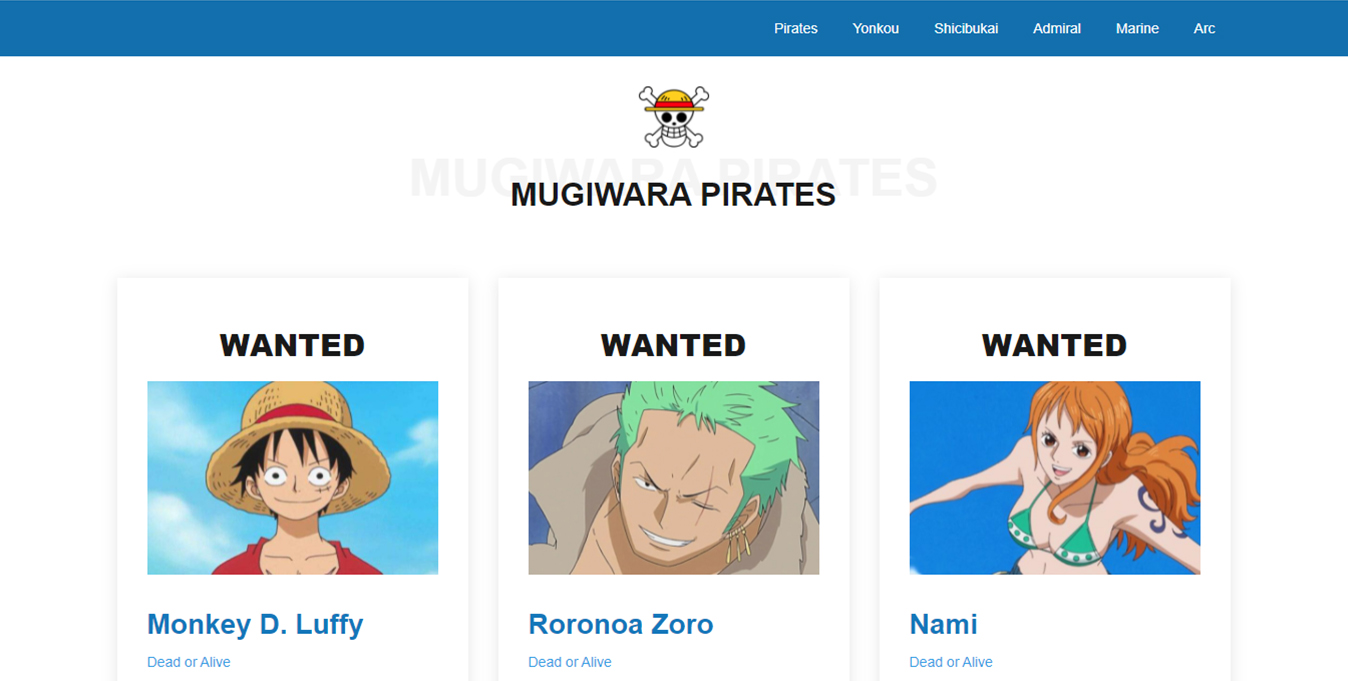 Pirates Yonkou Shicibukai Admiral Marine Arc
MUGIWARA PIRATES
MUGIWARA PIRATES
WANTED WANTED WANTED
Monkey D. Luffy Roronoa Zoro Nami
Dead or Alive Dead or Alive Dead or Alive